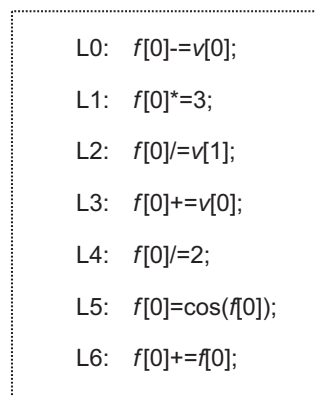 L0: f[0]-=v[0];
L1: f[0]*=3;
L2: f[0]/=v[1];
L3: f[0]+=v[0];
L4: f[0]/=2;
L5: f[0]=cos(f[0]);
L6: f[0]+=f[0];